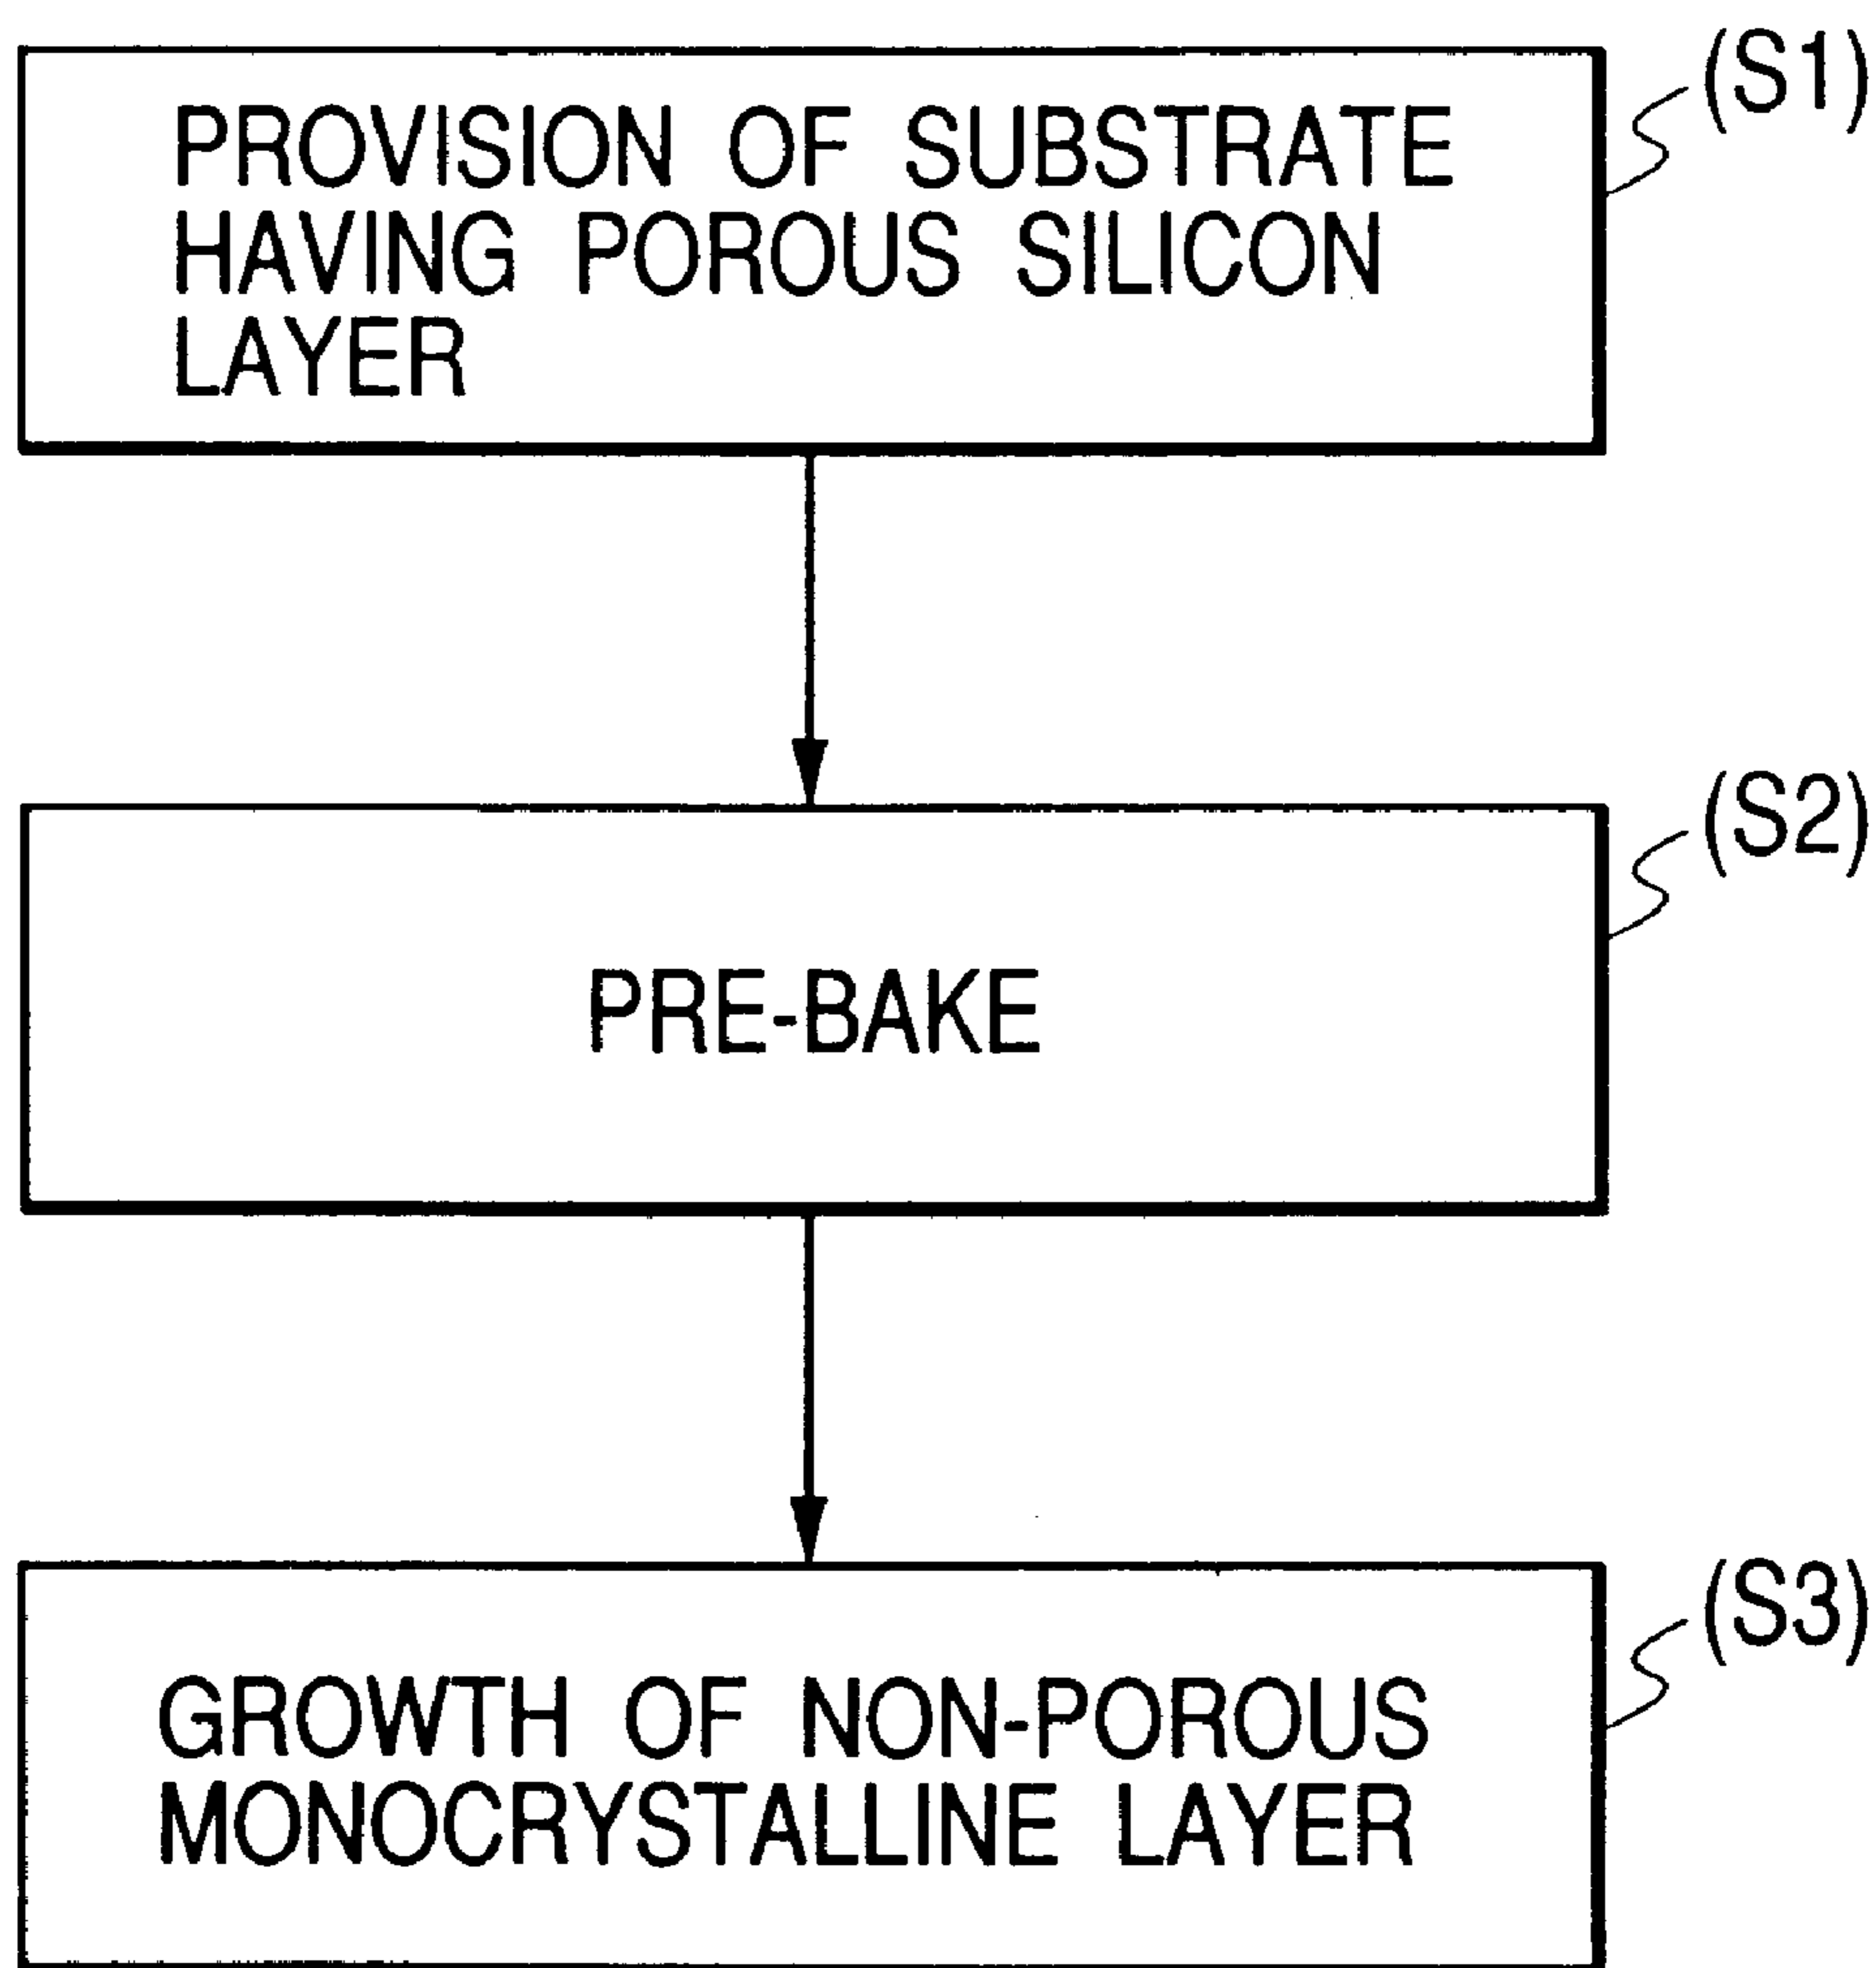 (S1)
PROVISION OF SUBSTRATE
HAVING POROUS SILICON
LAYER
(S2)
PRE-BAKE
(S3)
GROWTH OF NON-POROUS
MONOCRYSTALLINE LAYER